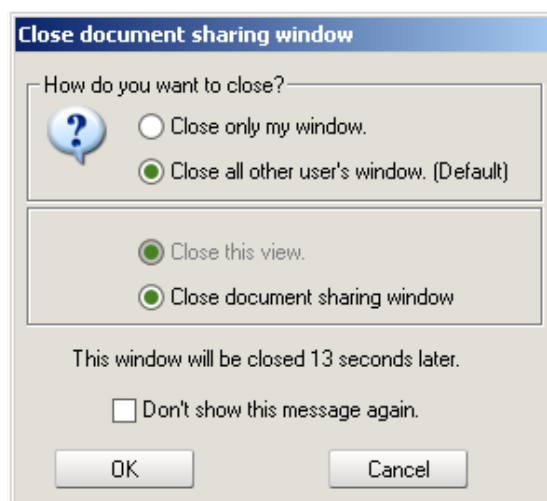 Close document sharing window
How do you want to close?
Close only my window.
Close all other user's window. (Default)
Close this view.
Close document sharing window
This window will be closed 13 seconds later.
Don't show this message again.
OK
Cancel